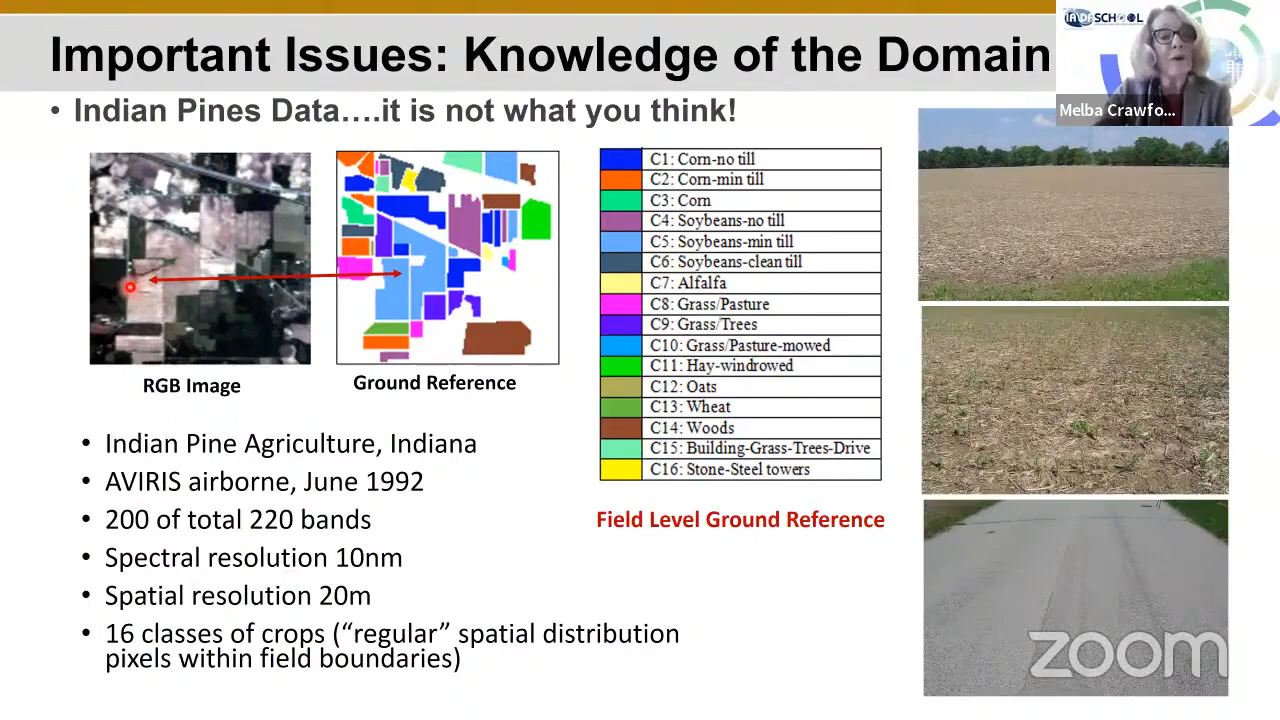 Important Issues: Knowledge of the Domain
IADF SCHOOL
Melba Crawfo...
• Indian Pines Data….it is not what you think!
C1: Corn-no till
C2: Corn-min till
C3: Corn
C4: Soybeans-no till
C5: Soybeans-min till
C6: Soybeans-clean till
C7: Alfalfa
C8: Grass/Pasture
C9: Grass/Trees
C10: Grass/Pasture-mowed
C11: Hay-windrowed
C12: Oats
C13: Wheat
C14: Woods
C15: Building-Grass-Trees-Drive
C16: Stone-Steel towers
RGB Image
Ground Reference
Field Level Ground Reference
• Indian Pine Agriculture, Indiana
• AVIRIS airborne, June 1992
• 200 of total 220 bands
• Spectral resolution 10nm
• Spatial resolution 20m
• 16 classes of crops (“regular” spatial distribution
pixels within field boundaries)
zoom